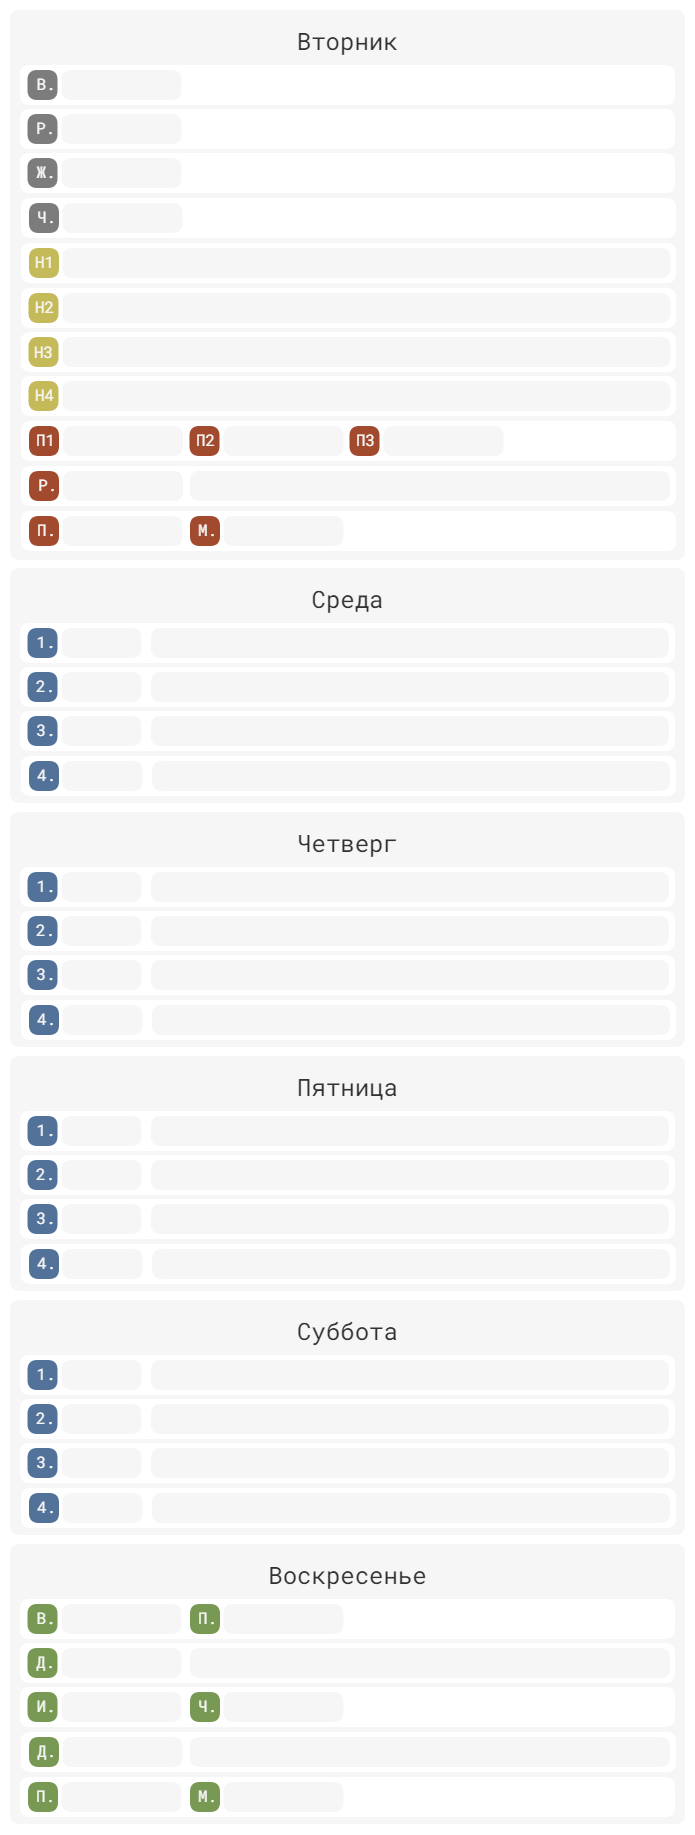 Вторник
В.
Р.
Ж.
Ч.
Н1
Н2
Н3
Н4
П1 П2 П3
Р.
П. М.
Среда
1.
2.
3.
4.
Четверг
1.
2.
3.
4.
Пятница
1.
2.
3.
4.
Суббота
1.
2.
3.
4.
Воскресенье
В. П.
Д.
И. Ч.
Д.
П. М.